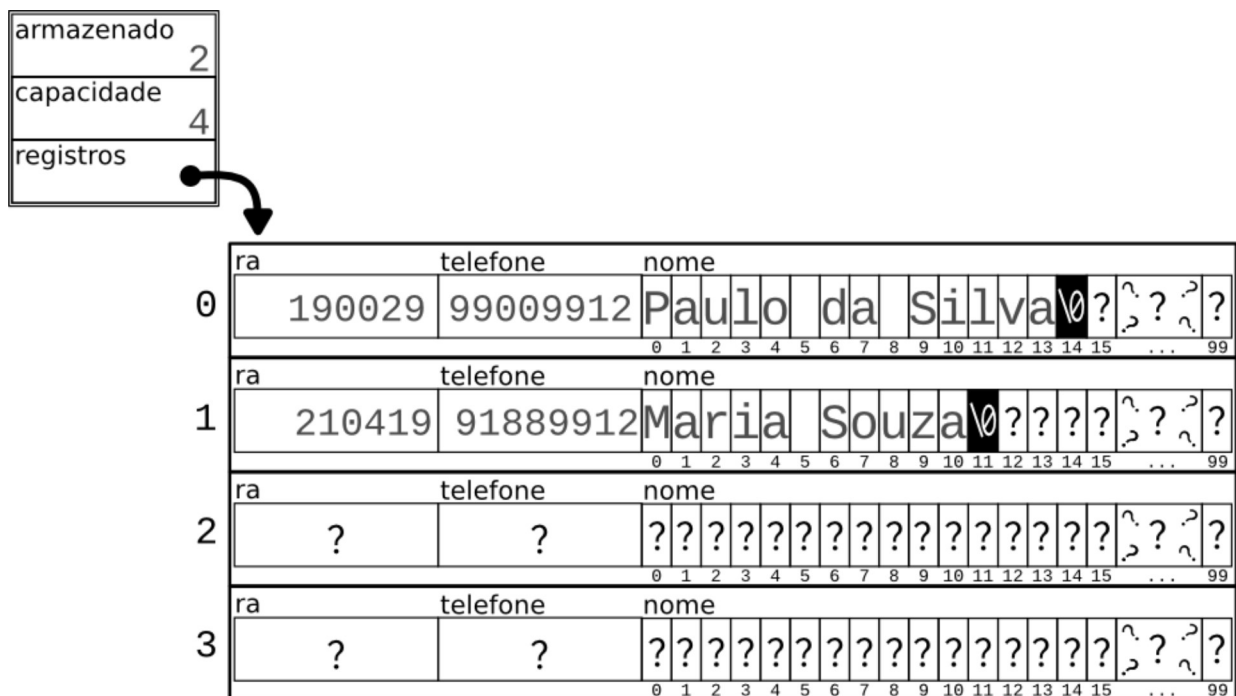 armazenado
2
capacidade
4
registros
ra telefone nome
0 190029 99009912 Paulo da Silva\0? ? ? ? ? ? ?
0 1 2 3 4 5 6 7 8 9 10 11 12 13 14 15 ... 99
ra telefone nome
1 210419 91889912 Maria Souza\0???? ? ? ? ? ? ?
0 1 2 3 4 5 6 7 8 9 10 11 12 13 14 15 ... 99
ra telefone nome
2 ? ? ???????????????? ? ? ? ? ? ?
0 1 2 3 4 5 6 7 8 9 10 11 12 13 14 15 ... 99
ra telefone nome
3 ? ? ???????????????? ? ? ? ? ? ?
0 1 2 3 4 5 6 7 8 9 10 11 12 13 14 15 ... 99